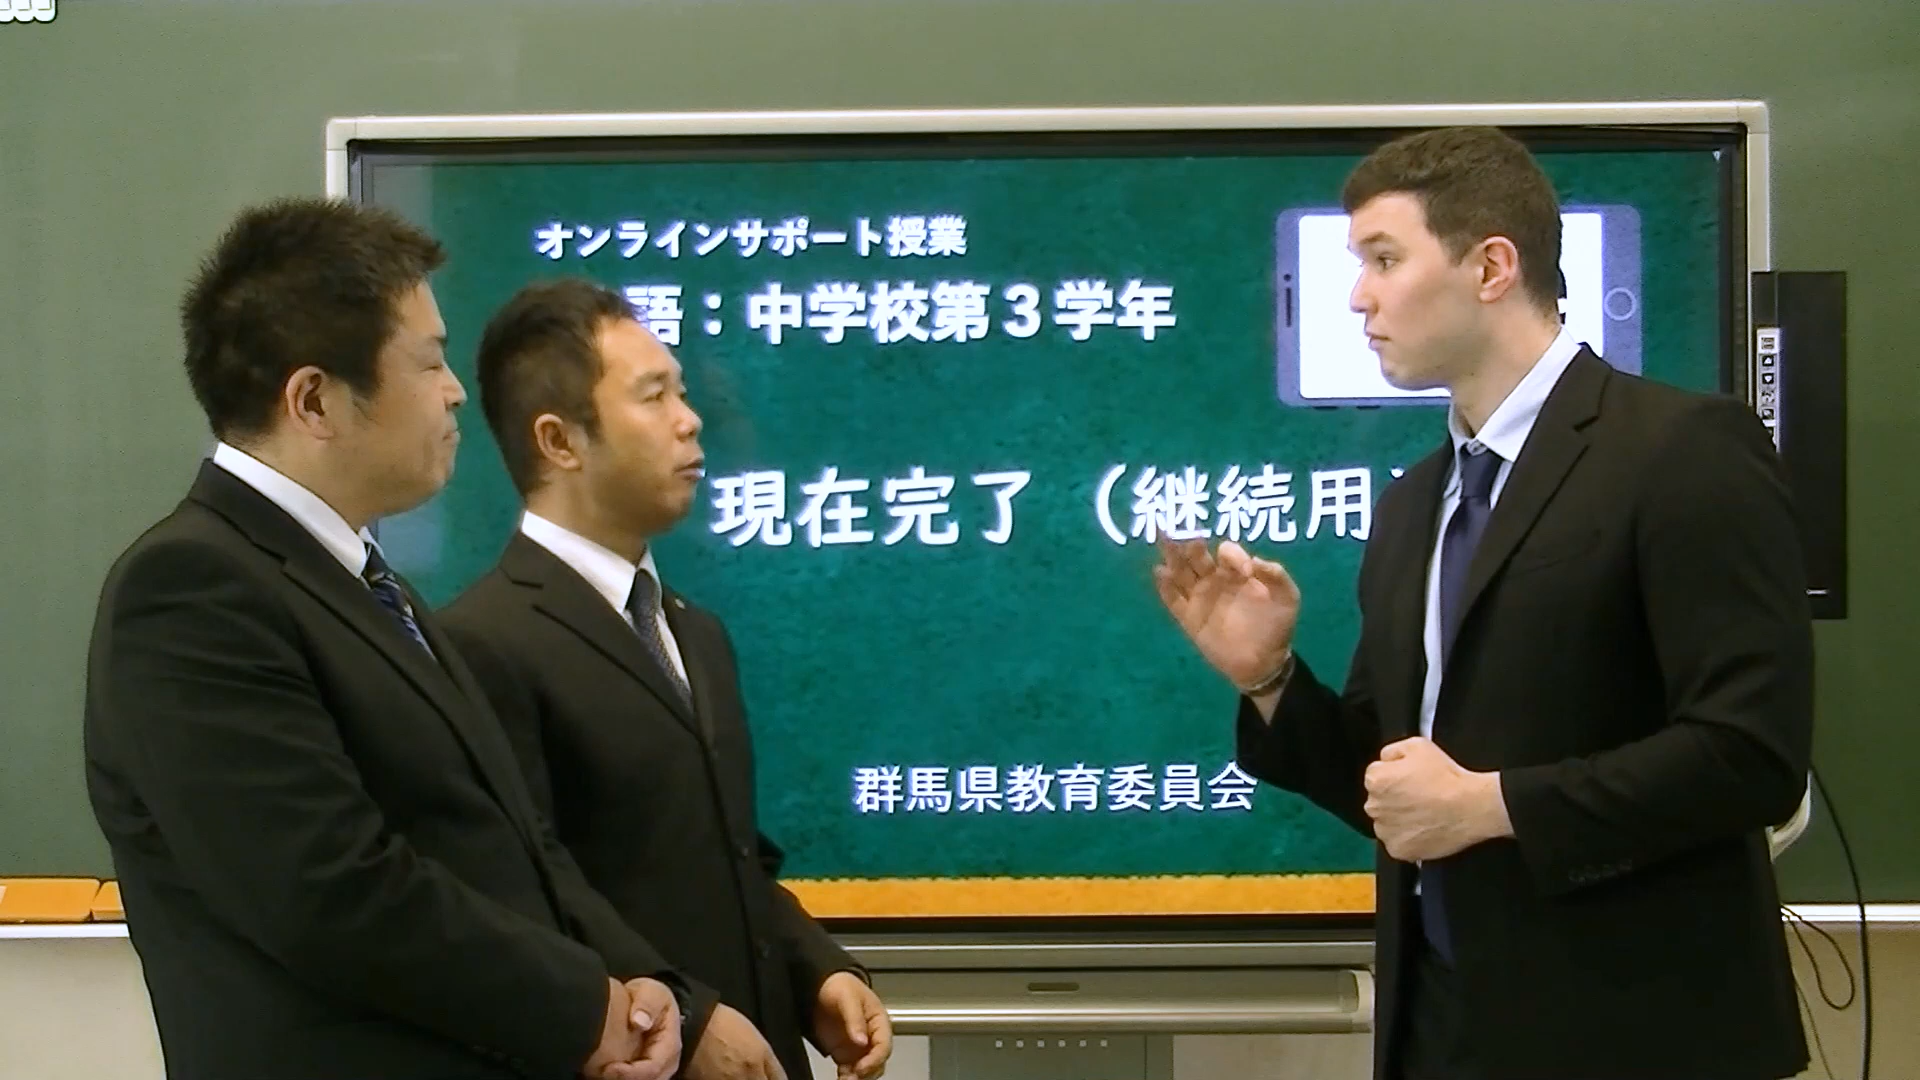 オンラインサポート授業
語：中学校第３学年
現在完了（継続用
群馬県教育委員会